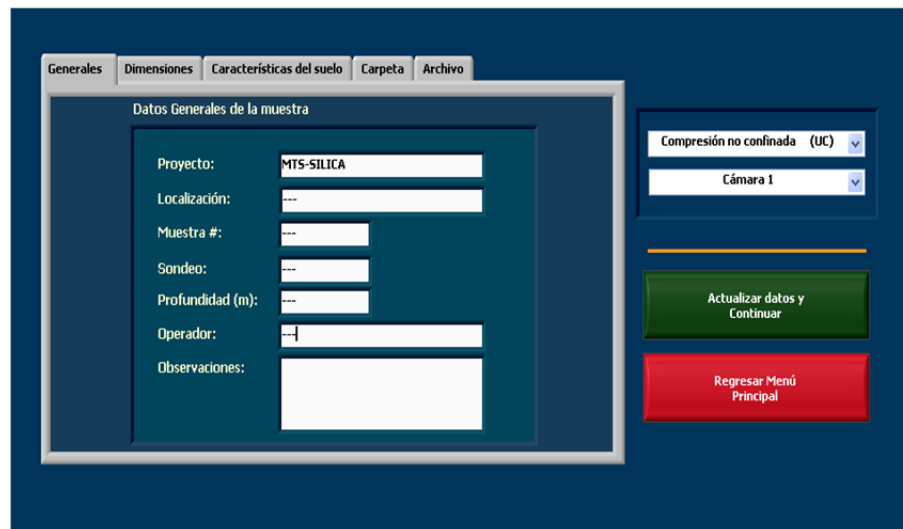 Generales Dimensiones Características del suelo Carpeta Archivo
Datos Generales de la muestra
Proyecto: MTS-SILICA
Localización: ---
Muestra #: ---
Sondeo: ---
Profundidad (m): ---
Operador: ---
Observaciones:
Compresión no confinada (UC)
Cámara 1
Actualizar datos y
Continuar
Regresar Menú
Principal